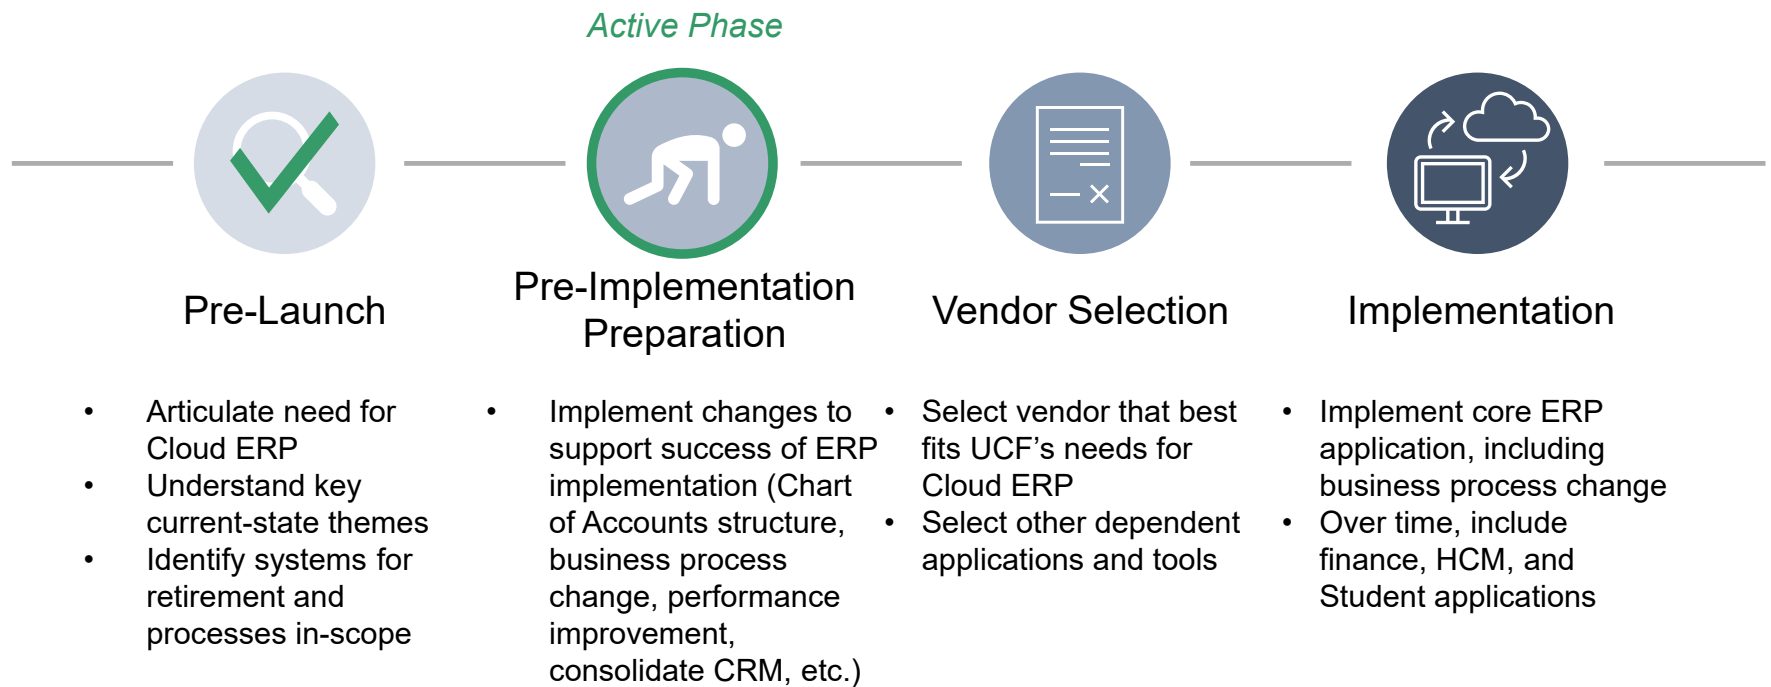 Active Phase
Pre-Launch
Pre-Implementation
Preparation
Vendor Selection
Implementation
• Articulate need for
Cloud ERP
• Understand key
current-state themes
• Identify systems for
retirement and
processes in-scope
• Implement changes to
support success of ERP
implementation (Chart
of Accounts structure,
business process
change, performance
improvement,
consolidate CRM, etc.)
• Select vendor that best
fits UCF’s needs for
Cloud ERP
• Select other dependent
applications and tools
• Implement core ERP
application, including
business process change
• Over time, include
finance, HCM, and
Student applications